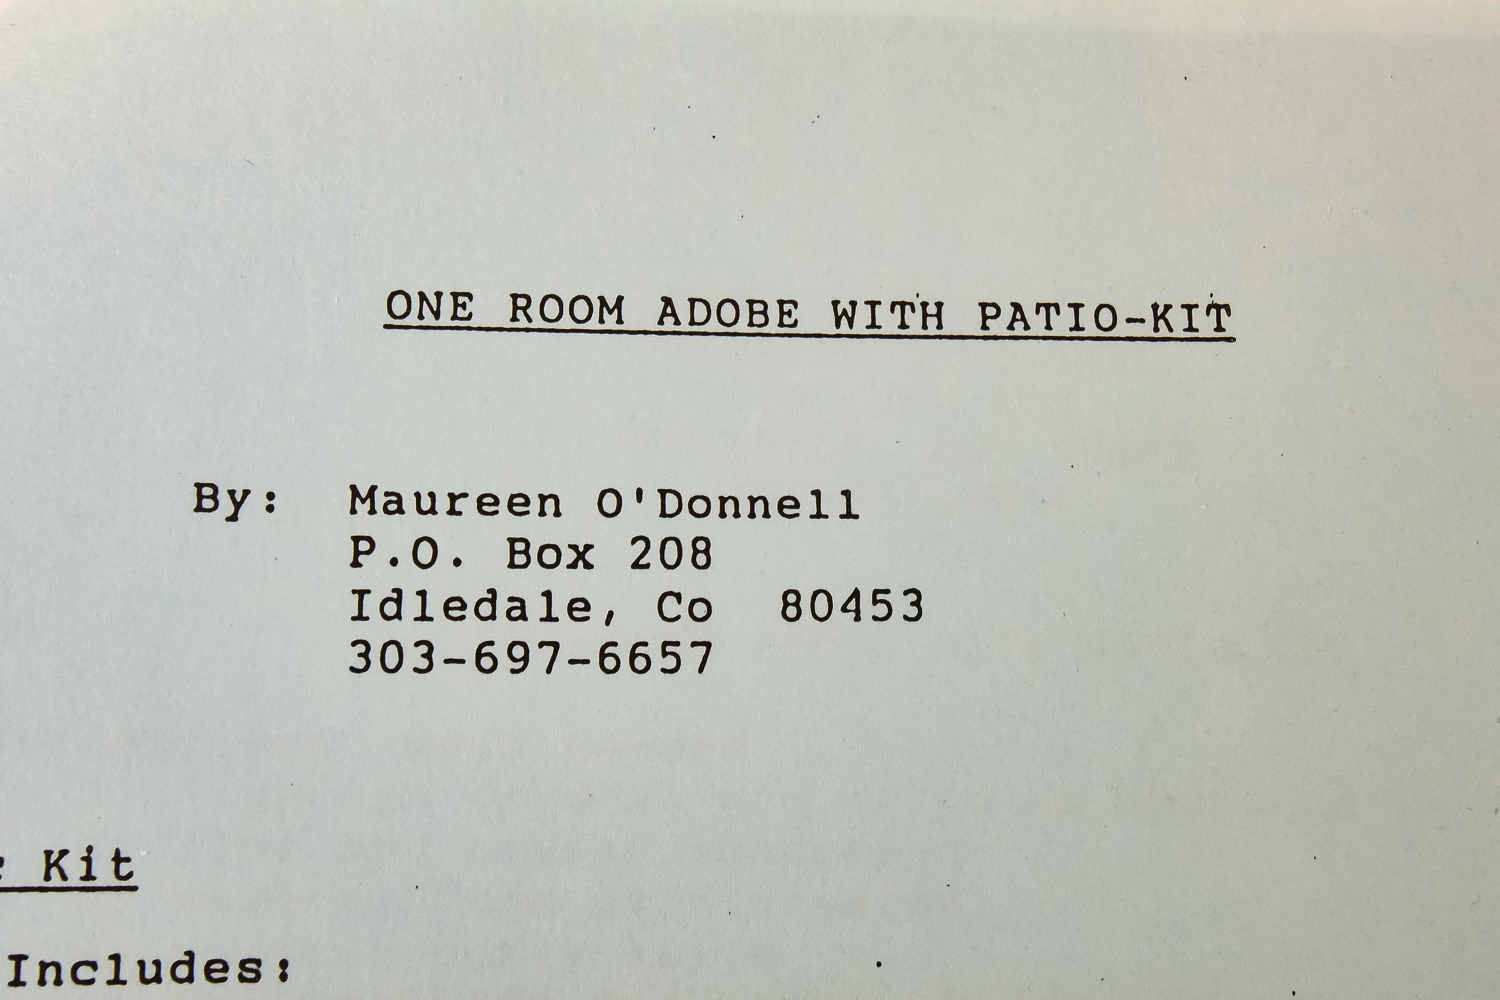 ONE ROOM ADOBE WITH PATIO-KIT
By: Maureen O'Donnell
P.O. Box 208
Idledale, Co 80453
303-697-6657
Kit
Includes: